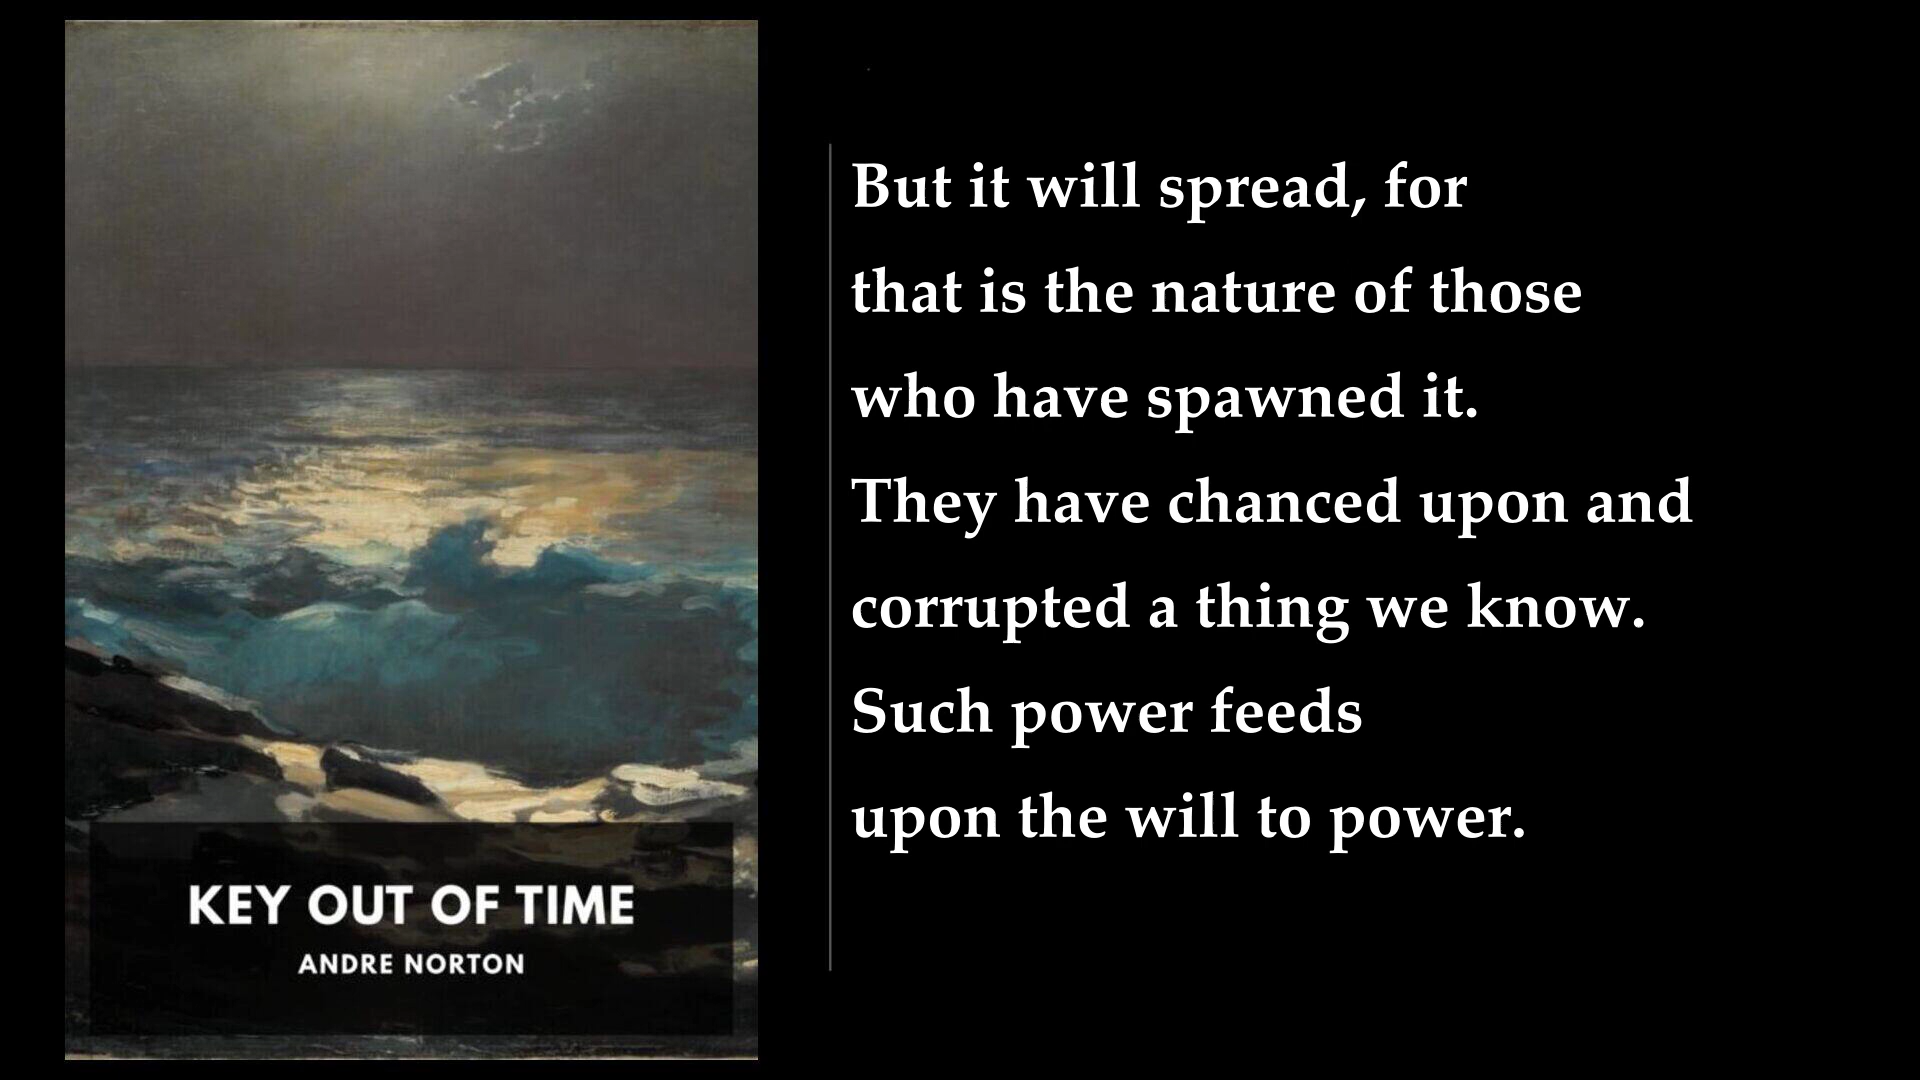 KEY OUT OF TIME
ANDRE NORTON
But it will spread, for
that is the nature of those
who have spawned it.
They have chanced upon and
corrupted a thing we know.
Such power feeds
upon the will to power.